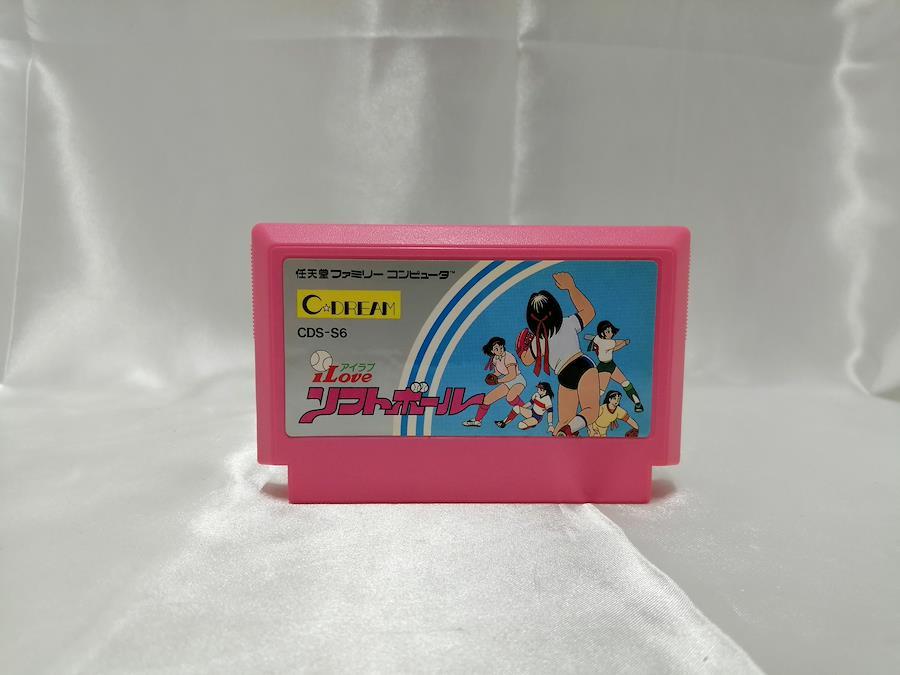 任天堂ファミリー コンピュータ™
C☆DREAM
CDS-S6
アイラブ
iLove
ソフトボール